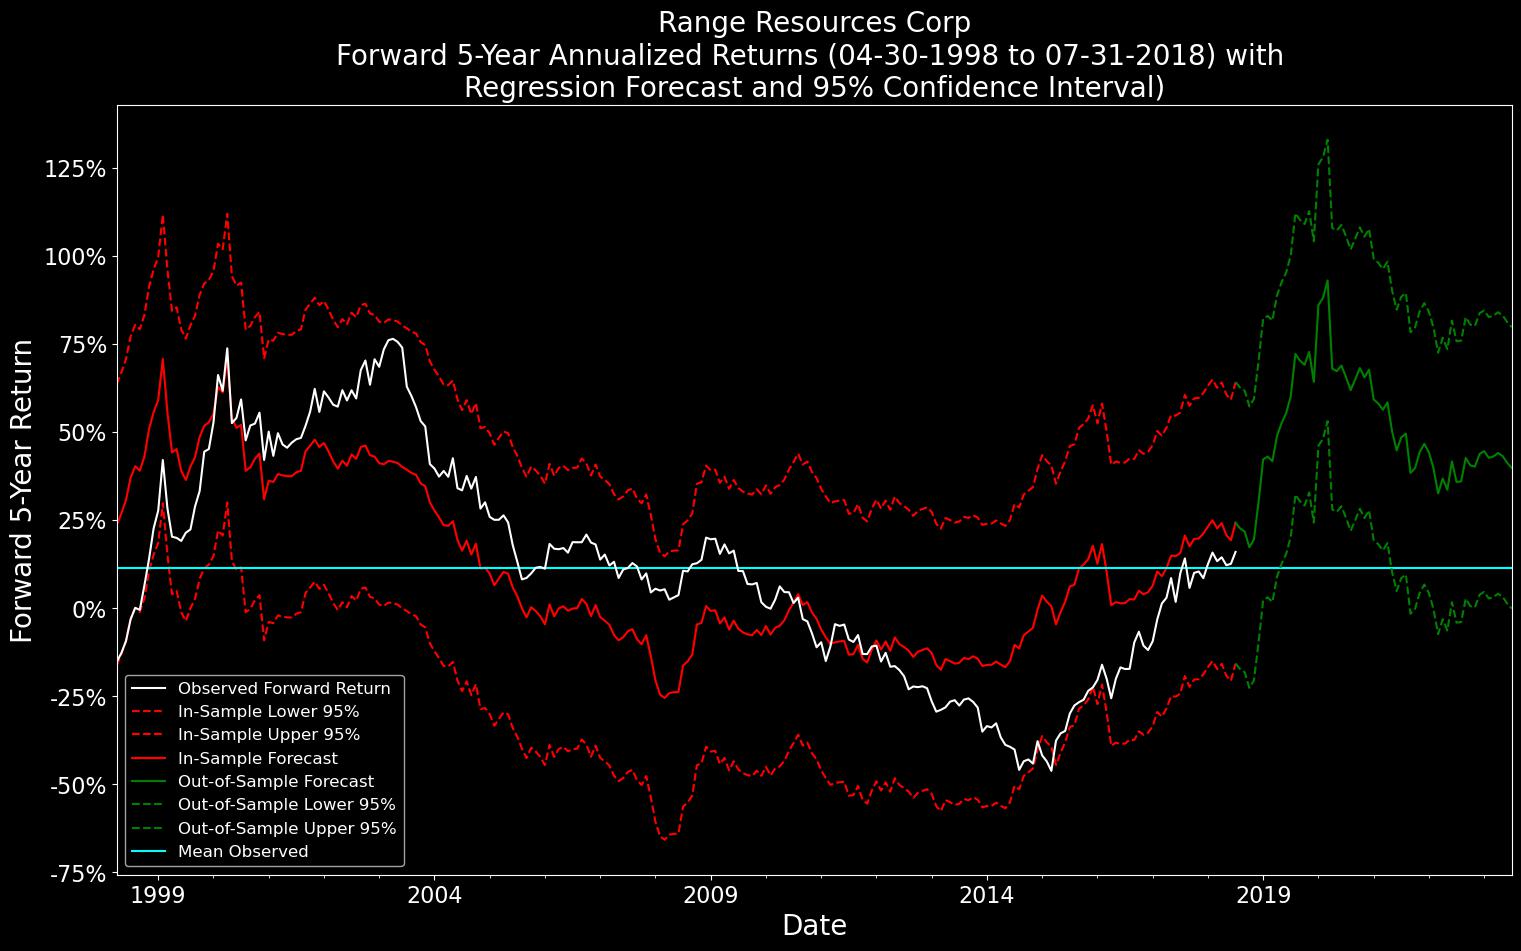 Range Resources Corp
Forward 5-Year Annualized Returns (04-30-1998 to 07-31-2018) with
Regression Forecast and 95% Confidence Interval)
Forward 5-Year Return
125%
100%
75%
50%
25%
0%
-25%
-50%
-75%
Observed Forward Return
In-Sample Lower 95%
In-Sample Upper 95%
In-Sample Forecast
Out-of-Sample Forecast
Out-of-Sample Lower 95%
Out-of-Sample Upper 95%
Mean Observed
1999 2004 2009 2014 2019
Date